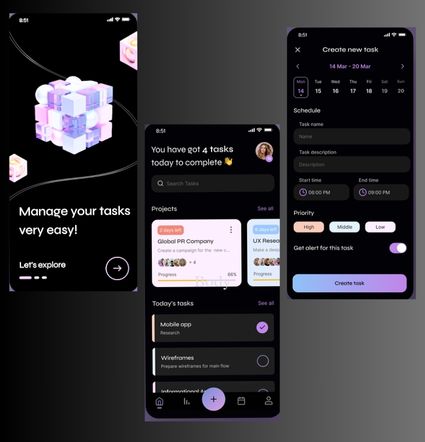 8:51
Manage your tasks
very easy!
Let's explore
8:51
You have got 4 tasks
today to complete 👋
Search Tasks
Projects
See all
2 days left
Global PR Company
Create a campaign for the new c...
+ 4
Progress
66%
6 days left
UX Resea
Make a des
Progress
Today's tasks
See all
Mobile app
Research
Wireframes
Prepare wireframes for main flow
8:51
Create new task
14 Mar - 20 Mar
Mon Tue Wed Thu Fri Sat Sun
14 15 16 17 18 19 20
Schedule
Task name
Name
Task description
Description
Start time
End time
06:00 PM
09:00 PM
Priority
High
Middle
Low
Get alert for this task
Create task